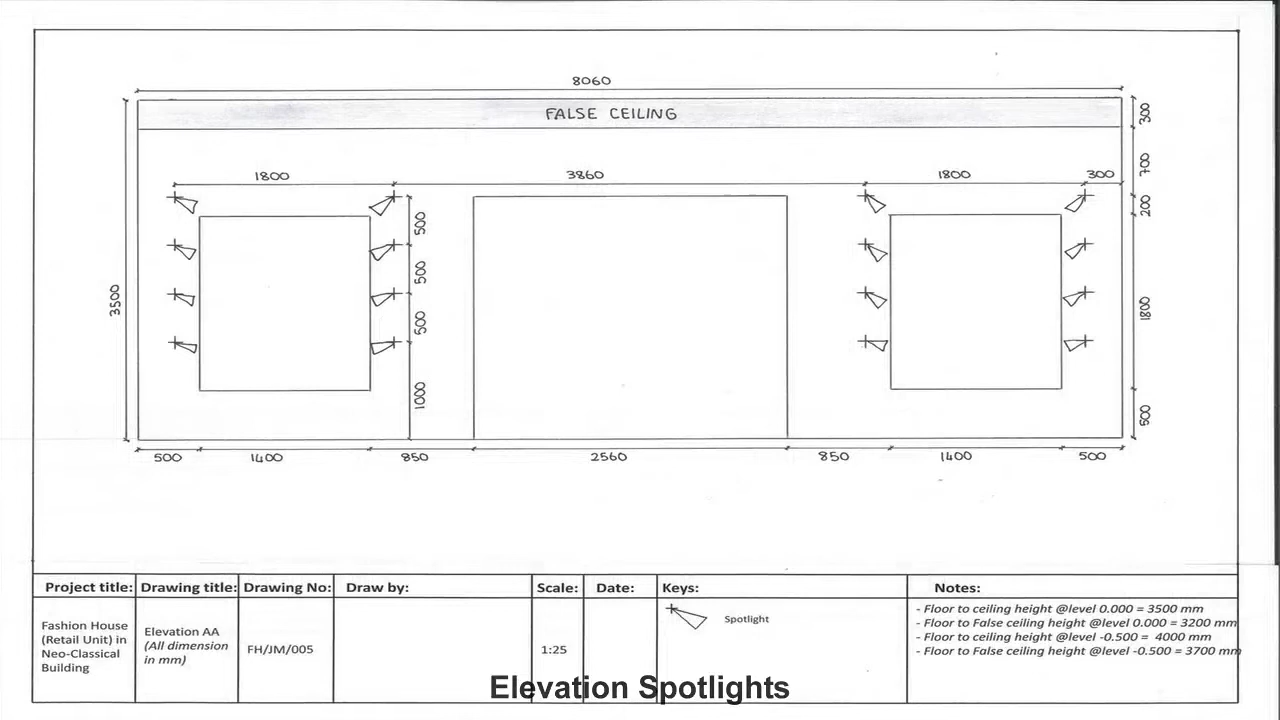 8060
FALSE CEILING
300
700
1800
3860
1800
300
200
500
500
500
1000
3500
1800
500
500
1400
850
2560
850
1400
500
Project title:
Drawing title:
Drawing No:
Draw by:
Scale:
Date:
Keys:
Notes:
Fashion House
(Retail Unit) in
Neo-Classical
Building
Elevation AA
(All dimension
in mm)
FH/JM/005
1:25
Spotlight
- Floor to ceiling height @level 0.000 = 3500 mm
- Floor to False ceiling height @level 0.000 = 3200 mm
- Floor to ceiling height @level -0.500 = 4000 mm
- Floor to False ceiling height @level -0.500 = 3700 mm
Elevation Spotlights